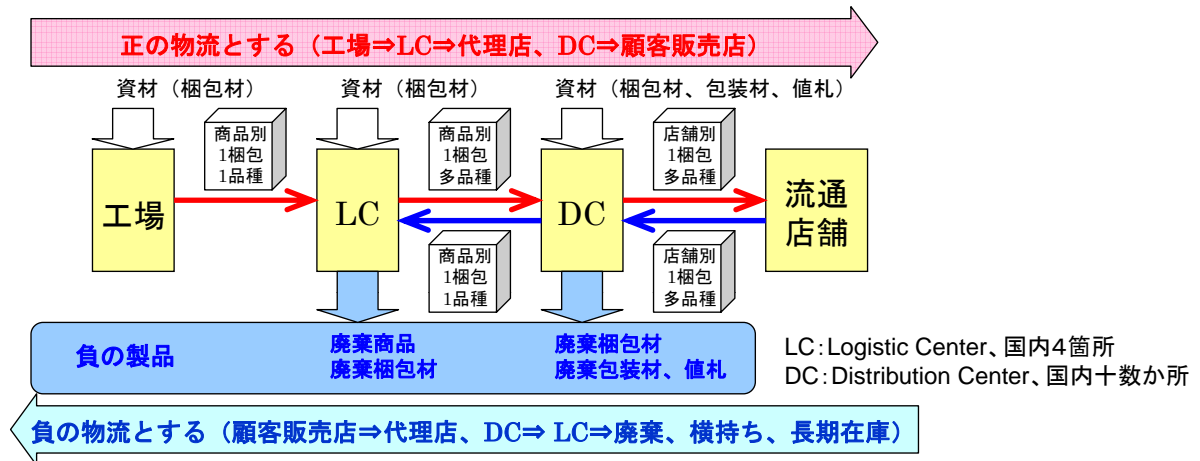 正の物流とする（工場⇒LC⇒代理店、DC⇒顧客販売店）
資材（梱包材）
資材（梱包材）
資材（梱包材、包装材、値札）
商品別
1梱包
1品種
商品別
1梱包
多品種
店舗別
1梱包
多品種
工場
LC
DC
流通
店舗
商品別
1梱包
1品種
店舗別
1梱包
多品種
負の製品
廃棄商品
廃棄梱包材
廃棄梱包材
廃棄包装材、値札
LC：Logistic Center、国内4箇所
DC：Distribution Center、国内十数か所
負の物流とする（顧客販売店⇒代理店、DC⇒ LC⇒廃棄、横持ち、長期在庫）